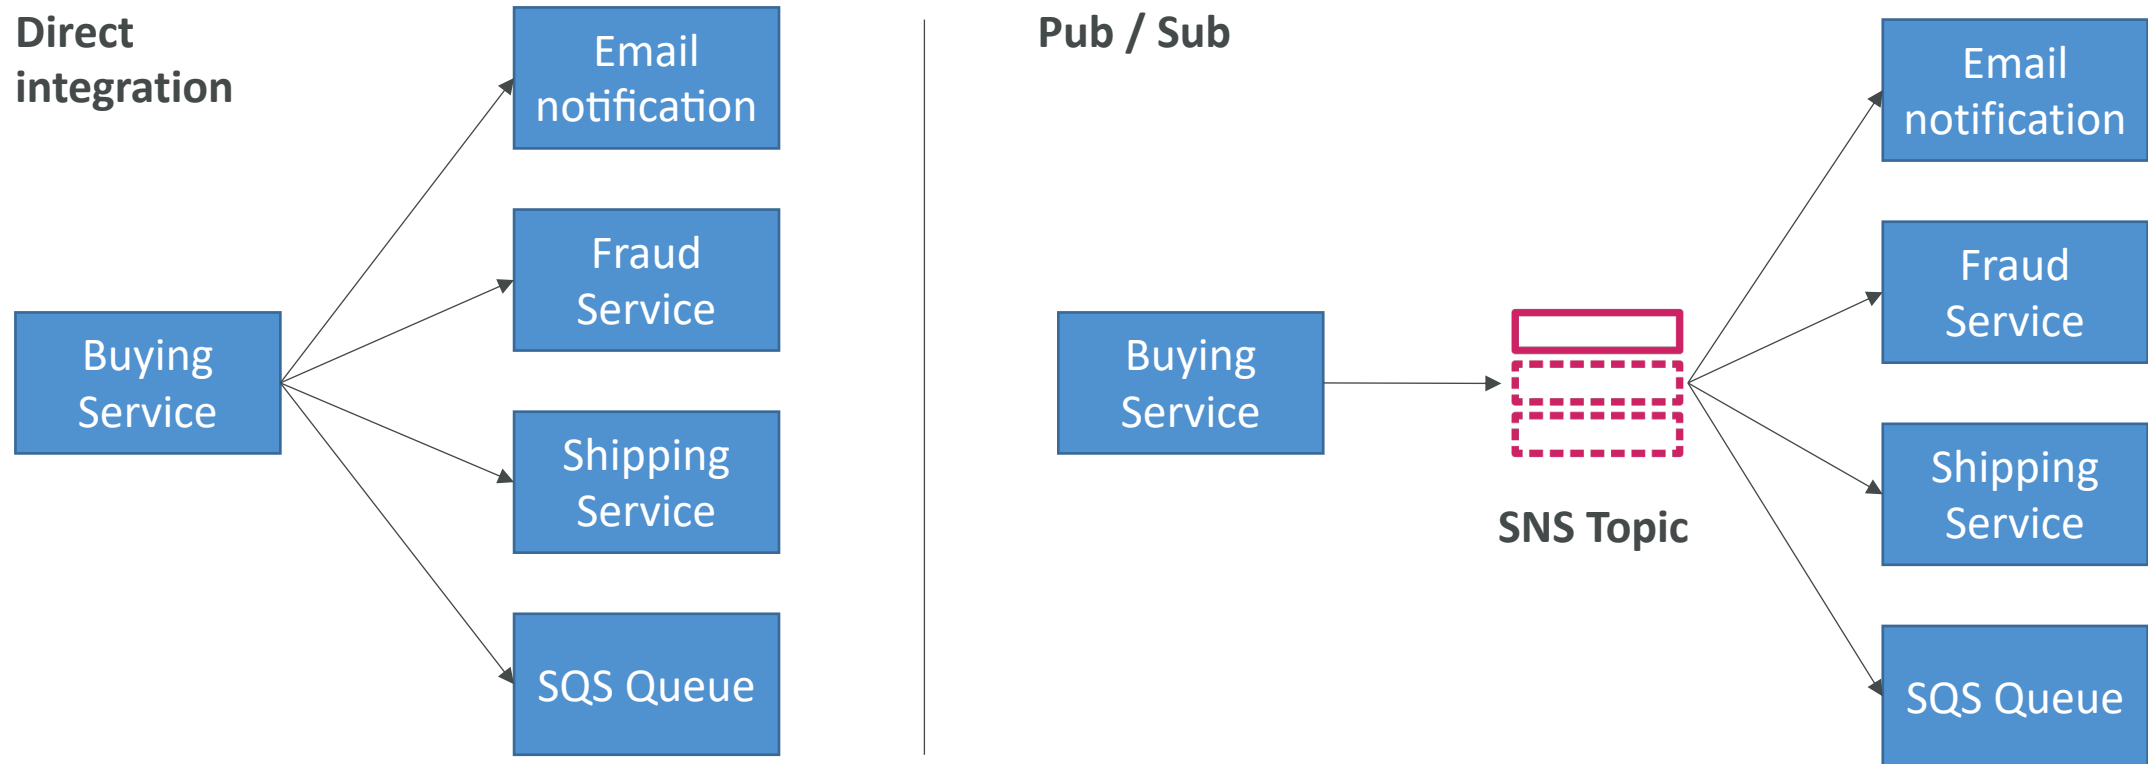 Direct
integration
Email
notification
Fraud
Service
Buying
Service
Shipping
Service
SQS Queue
Pub / Sub
Buying
Service
SNS Topic
Email
notification
Fraud
Service
Shipping
Service
SQS Queue